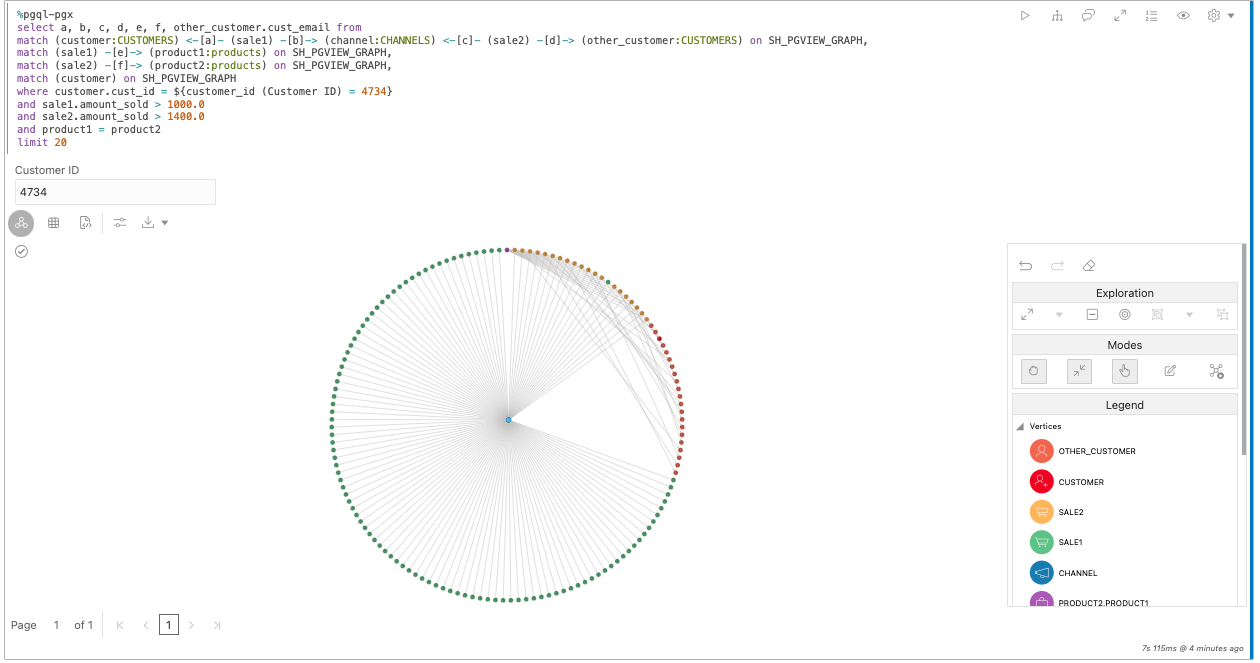 %pgql-pgx
select a, b, c, d, e, f, other_customer.cust_email from
match (customer:CUSTOMERS) <-[a]- (sale1) -[b]-> (channel:CHANNELS) <-[c]- (sale2) -[d]-> (other_customer:CUSTOMERS) on SH_PGVIEW_GRAPH,
match (sale1) -[e]-> (product1:products) on SH_PGVIEW_GRAPH,
match (sale2) -[f]-> (product2:products) on SH_PGVIEW_GRAPH,
match (customer) on SH_PGVIEW_GRAPH
where customer.cust_id = ${customer_id (Customer ID) = 4734}
and sale1.amount_sold > 1000.0
and sale2.amount_sold > 1400.0
and product1 = product2
limit 20
Customer ID
4734
Exploration
Modes
Legend
Vertices
OTHER_CUSTOMER
CUSTOMER
SALE2
SALE1
CHANNEL
PRODUCT2,PRODUCT1
Page 1 of 1 1
7s 115ms @ 4 minutes ago